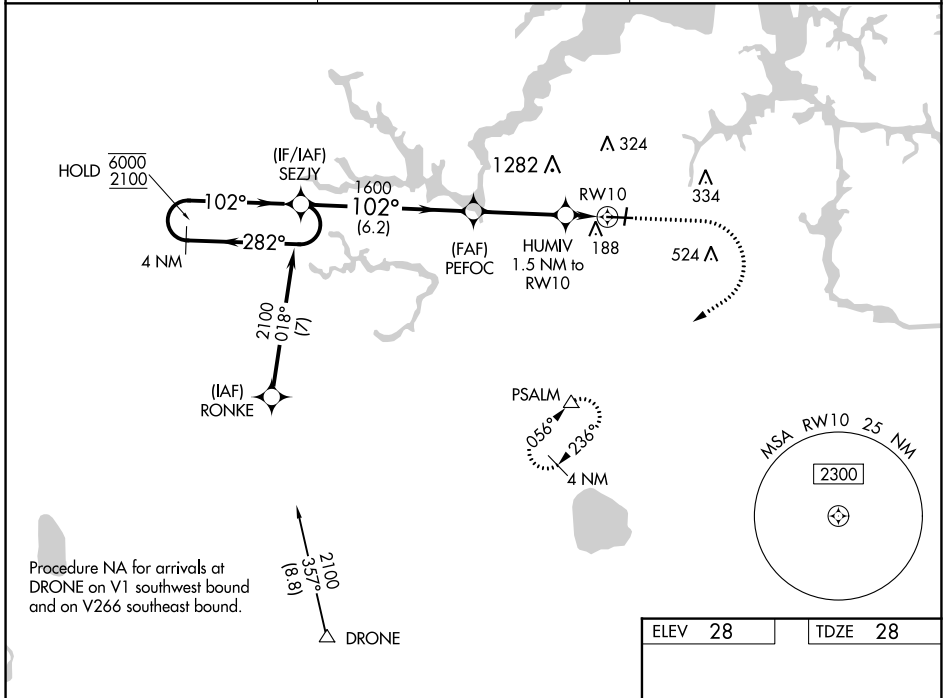 1282
324
(IF/IAF)
SEZJY
HOLD 6000
2100
334
1600
RW10
102°
102°
(6.2)
282°
(FAF)
PEFOC
HUMIV
1.5 NM to
RW10
188
524
4 NM
2100
018°
(7)
(IAF)
RONKE
PSALM
056°
236°
4 NM
MSA RW10 25 NM
2300
Procedure NA for arrivals at
DRONE on V1 southwest bound
and on V266 southeast bound.
2100
357°
(8.8)
DRONE
ELEV 28
TDZE 28